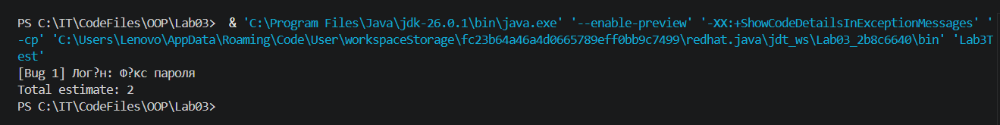 PS C:\IT\CodeFiles\OOP\Lab03>  & 'C:\Program Files\Java\jdk-26.0.1\bin\java.exe' '--enable-preview' '-XX:+ShowCodeDetailsInExceptionMessages' '
-cp' 'C:\Users\Lenovo\AppData\Roaming\Code\User\workspaceStorage\fc23b64a46a4d0665789eff0bb9c7499\redhat.java\jdt_ws\Lab03_2b8c6640\bin' 'Lab3T
est'
[Bug 1] Лог?н: Ф?кс пароля
Total estimate: 2
PS C:\IT\CodeFiles\OOP\Lab03>